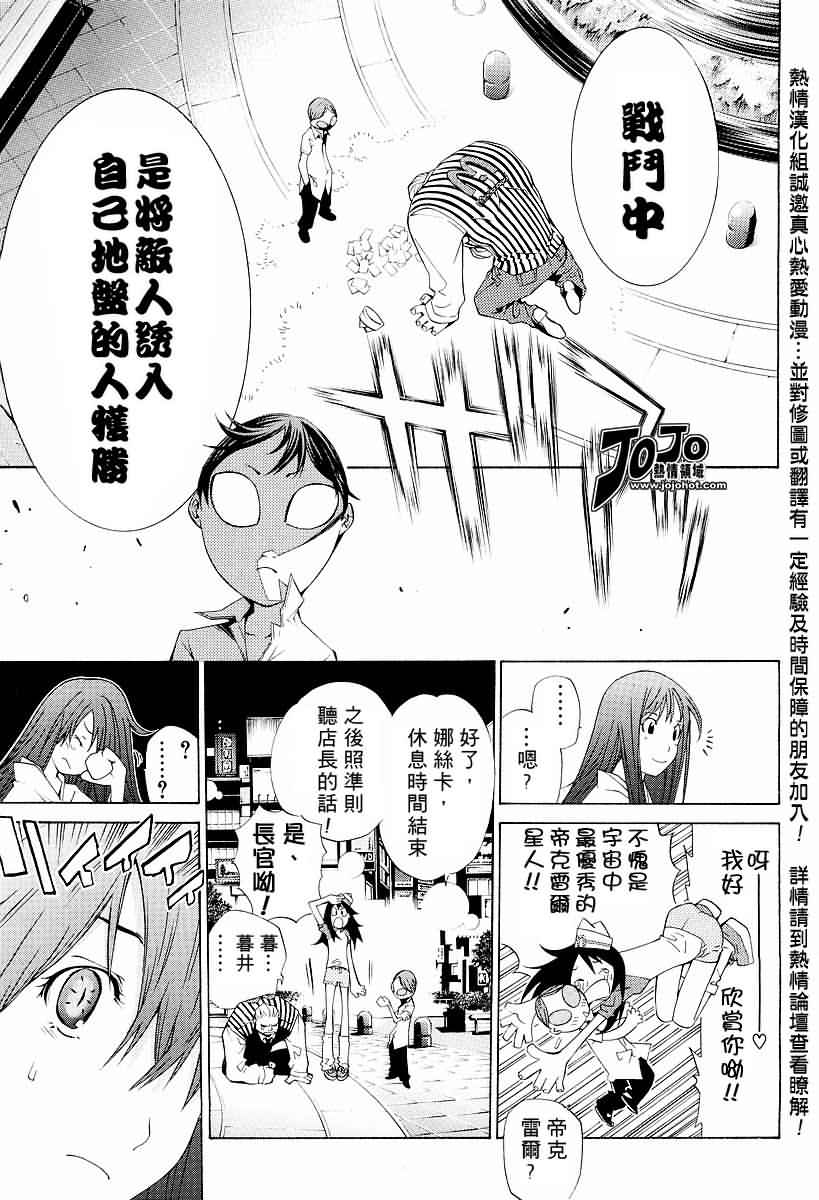 戰鬥中
是將敵人誘入
自己地盤的人獲勝
JOJO
熱情領域
www.jojohot.com
……
…嗯?
呀——
我好
欣賞你呦!!
不愧是
宇宙中
最優秀的
帝克雷爾
星人!!
帝克
雷爾?
好了,
娜絲卡,
休息時間結束
之後照準則
聽店長的話!
是、
長官呦!
暮…
暮井
…?
……?
熱情漢化組誠邀真心熱愛動漫…並對修圖或翻譯有一定經驗及時間保障的朋友加入! 詳情請到熱情論壇查看瞭解!